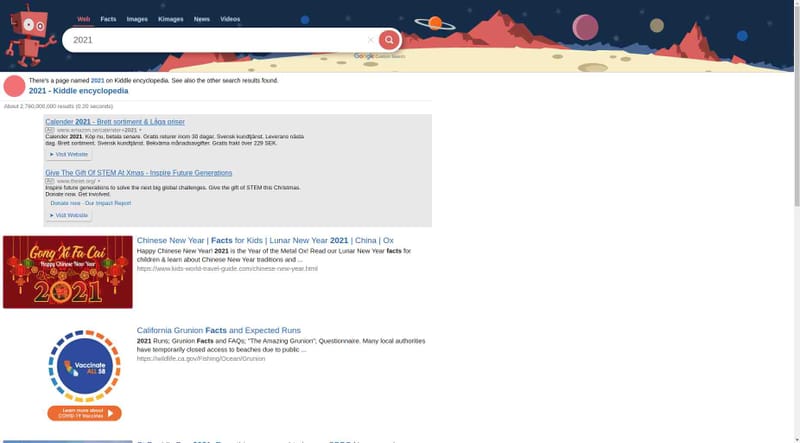 Web Facts Images Kimages News Videos
2021
Google Custom Search
There's a page named 2021 on Kiddle encyclopedia. See also the other search results found.
2021 - Kiddle encyclopedia
About 2,760,000,000 results (0.20 seconds)
Calender 2021 - Brett sortiment & Låga priser
Ad www.amazon.se/calender+2021
Calender 2021. Köp nu, betala senare. Gratis returer inom 30 dagar. Svensk kundtjänst. Leverans nästa
dag. Brett sortiment. Svensk kundtjänst. Bekväma månadsavgifter. Gratis frakt över 229 SEK.
➤ Visit Website
Give The Gift Of STEM At Xmas - Inspire Future Generations
Ad www.theiet.org/
Inspire future generations to solve the next big global challenges. Give the gift of STEM this Christmas.
Donate now. Get involved.
Donate now - Our Impact Report
➤ Visit Website
Gong Xi Fa Cai
Happy Chinese New Year
2021
Chinese New Year | Facts for Kids | Lunar New Year 2021 | China | Ox
Happy Chinese New Year! 2021 is the Year of the Metal Ox! Read our Lunar New Year facts for
children & learn about Chinese New Year traditions and ...
https://www.kids-world-travel-guide.com/chinese-new-year.html
Vaccinate
ALL 58
Learn more about
COVID-19 Vaccines
California Grunion Facts and Expected Runs
2021 Runs; Grunion Facts and FAQs; "The Amazing Grunion"; Questionnaire. Many local authorities
have temporarily closed access to beaches due to public ...
https://wildlife.ca.gov/Fishing/Ocean/Grunion